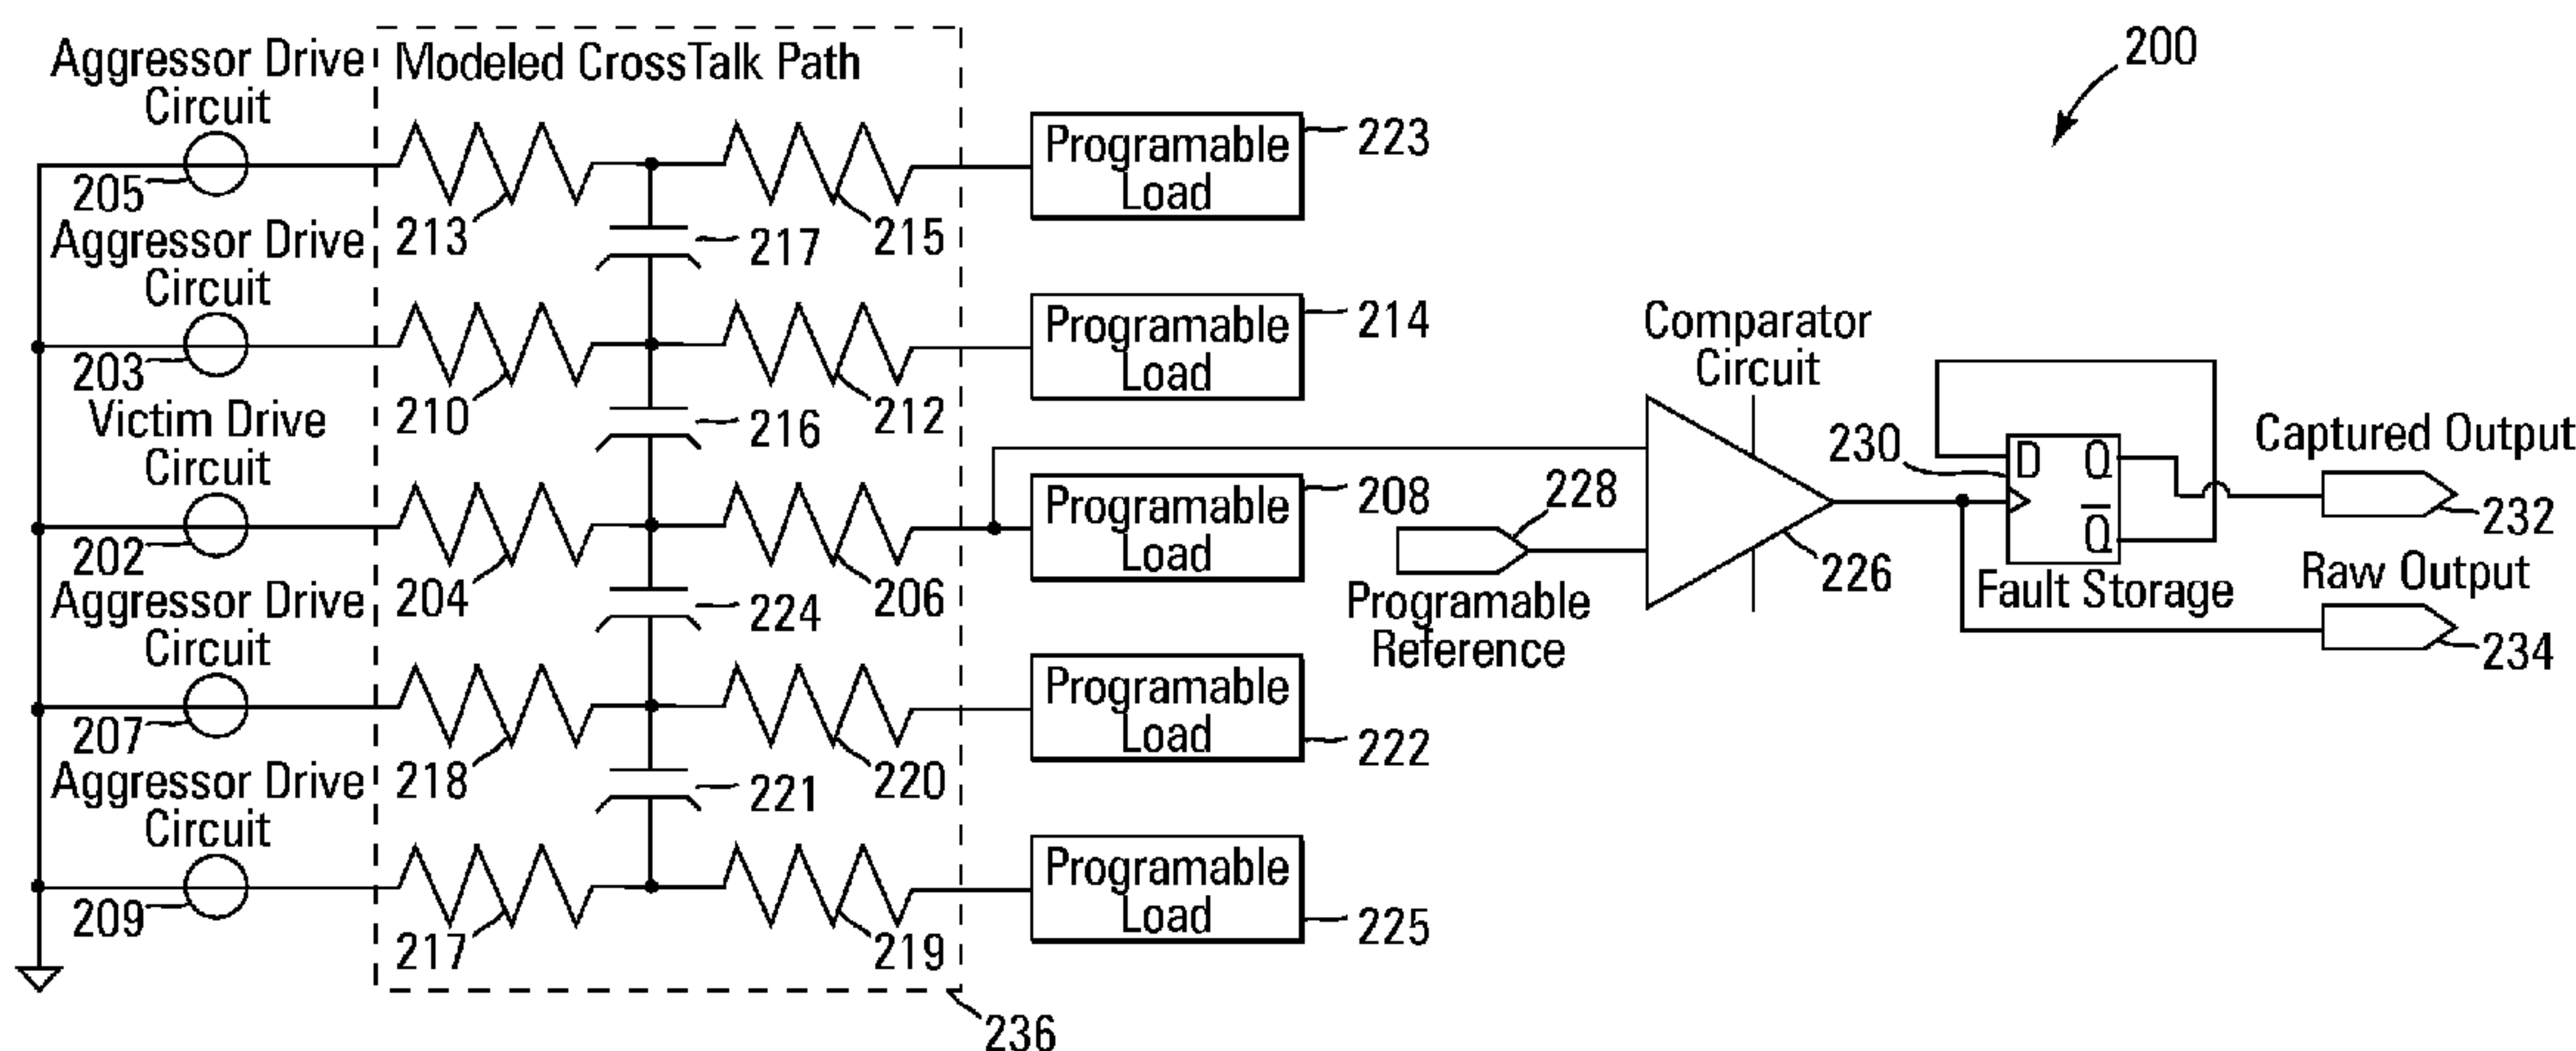 200
Modeled CrossTalk Path
Aggressor Drive
Circuit
205
213
215
217
Programable
Load
223
Aggressor Drive
Circuit
203
210
212
216
Programable
Load
214
Victim Drive
Circuit
202
204
206
224
Programable
Load
208
Aggressor Drive
Circuit
207
218
220
221
Programable
Load
222
Aggressor Drive
Circuit
209
217
219
Programable
Load
225
236
228
Programable
Reference
Comparator
Circuit
226
230
D Q
Q
Fault Storage
Captured Output
232
Raw Output
234